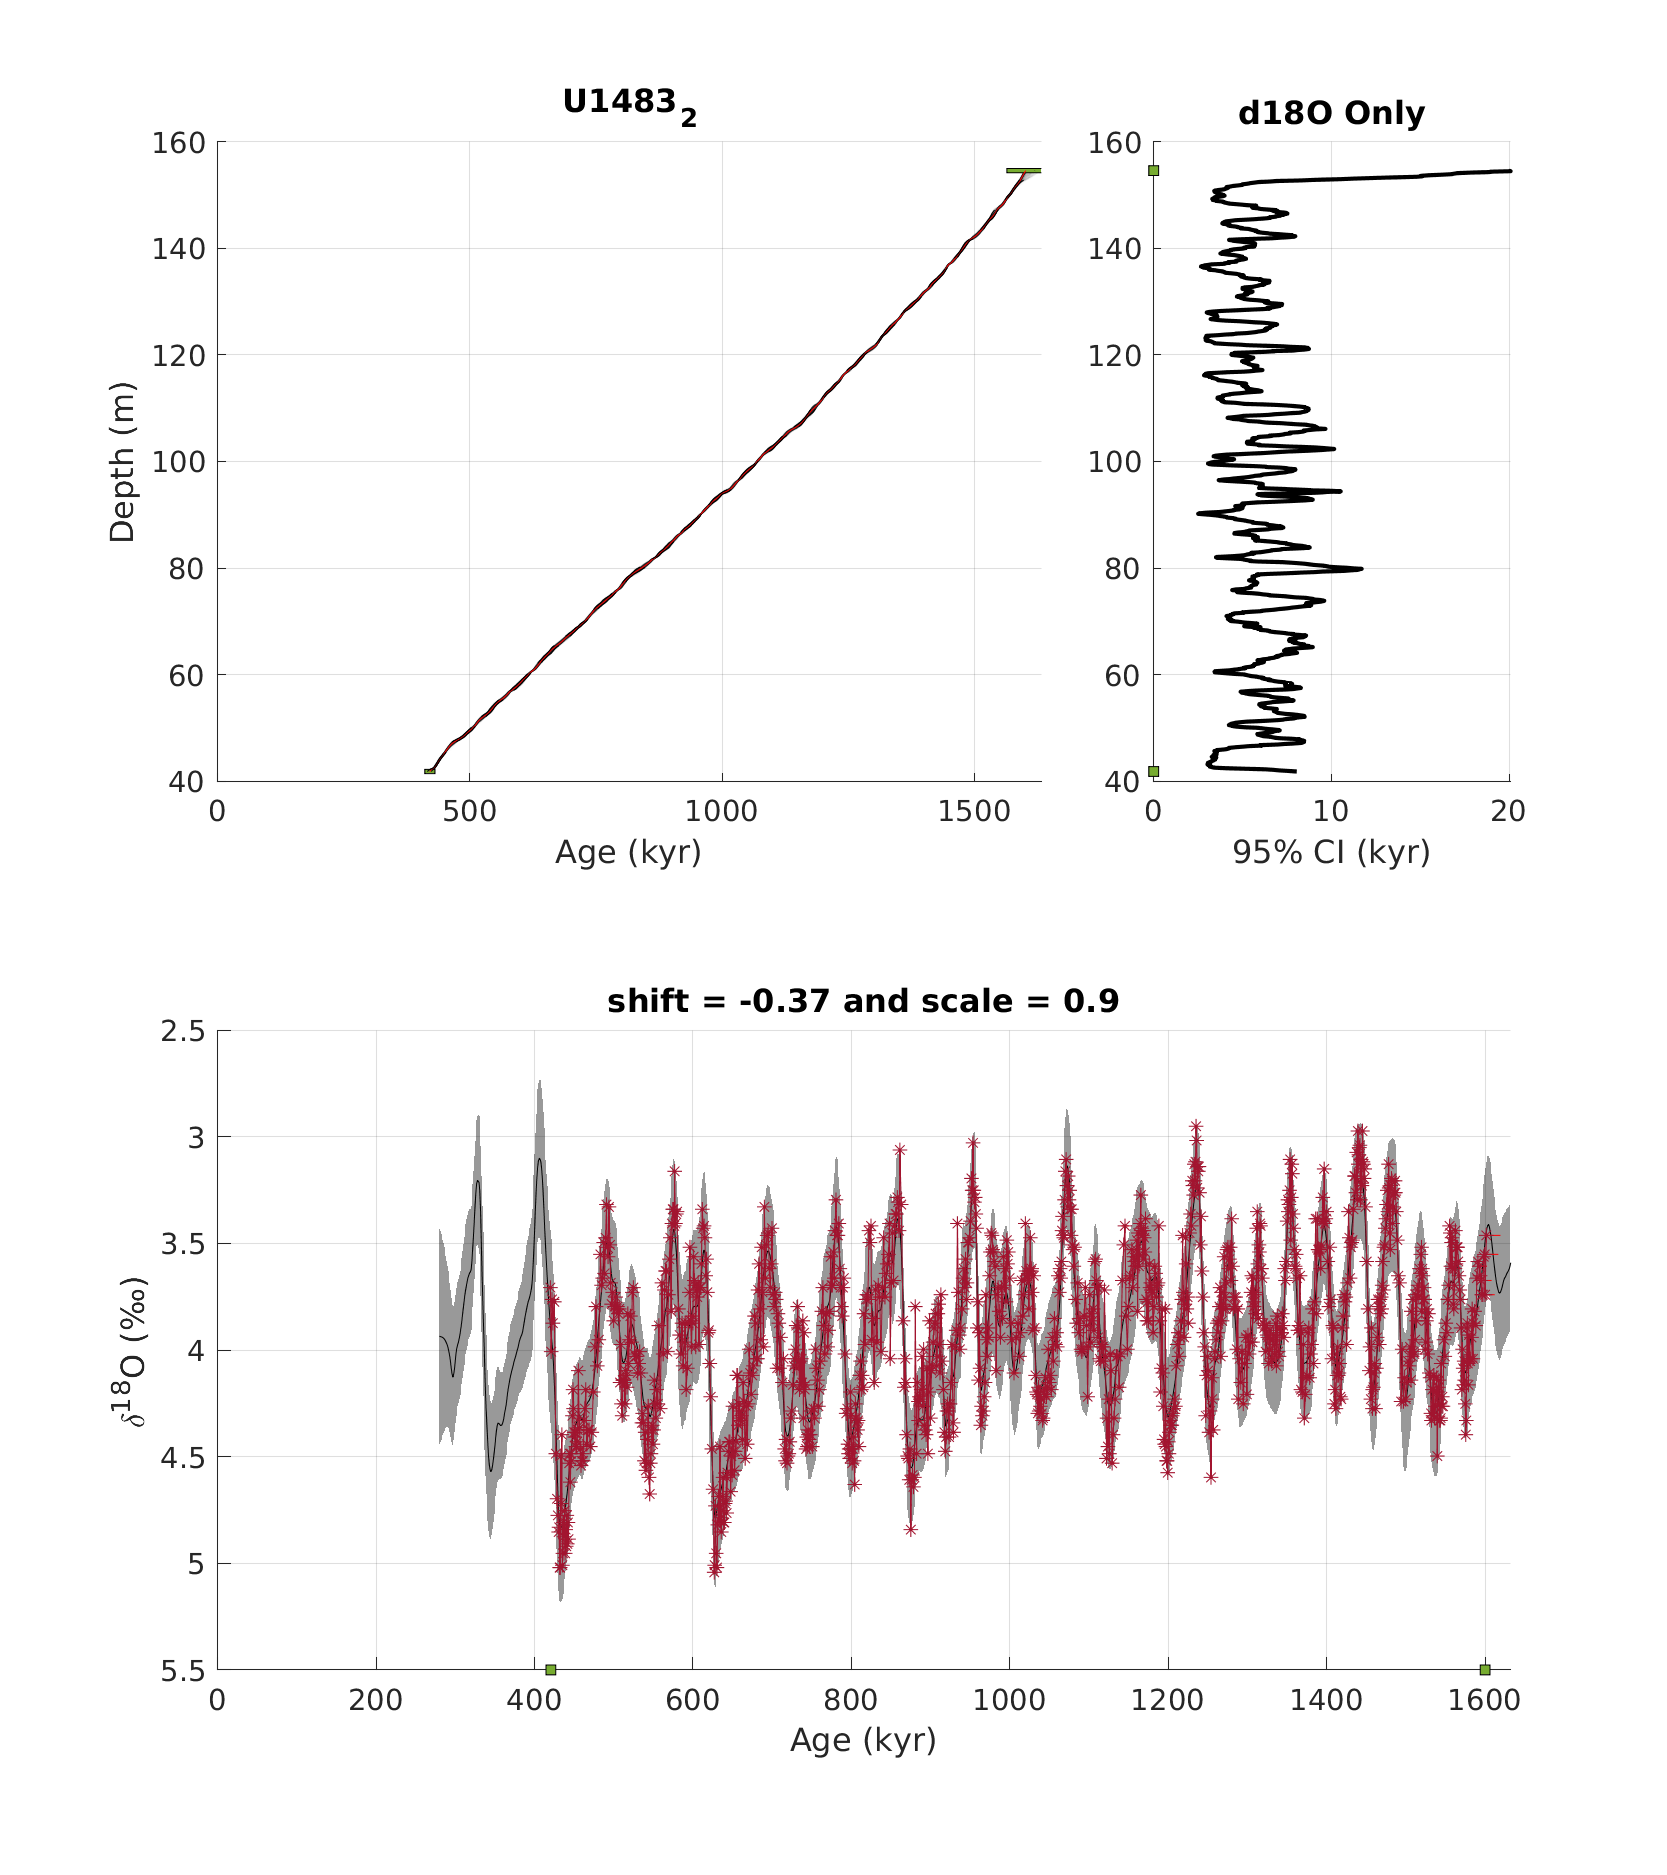 U1483₂
160
140
120
100
80
60
40
Depth (m)
0 500 1000 1500
Age (kyr)
d18O Only
160
140
120
100
80
60
40
0 10 20
95% CI (kyr)
shift = -0.37 and scale = 0.9
2.5
3
3.5
4
4.5
5
5.5
δ¹⁸O (‰)
0 200 400 600 800 1000 1200 1400 1600
Age (kyr)